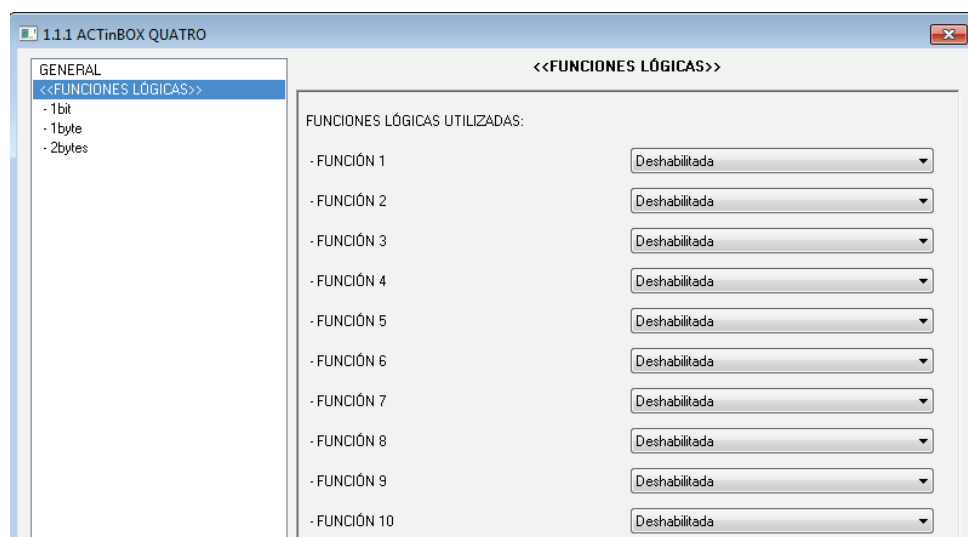 1.1.1 ACTinBOX QUATRO
GENERAL
<<FUNCIONES LÓGICAS>>
- 1bit
- 1byte
- 2bytes
<<FUNCIONES LÓGICAS>>
FUNCIONES LÓGICAS UTILIZADAS:
- FUNCIÓN 1 Deshabilitada
- FUNCIÓN 2 Deshabilitada
- FUNCIÓN 3 Deshabilitada
- FUNCIÓN 4 Deshabilitada
- FUNCIÓN 5 Deshabilitada
- FUNCIÓN 6 Deshabilitada
- FUNCIÓN 7 Deshabilitada
- FUNCIÓN 8 Deshabilitada
- FUNCIÓN 9 Deshabilitada
- FUNCIÓN 10 Deshabilitada